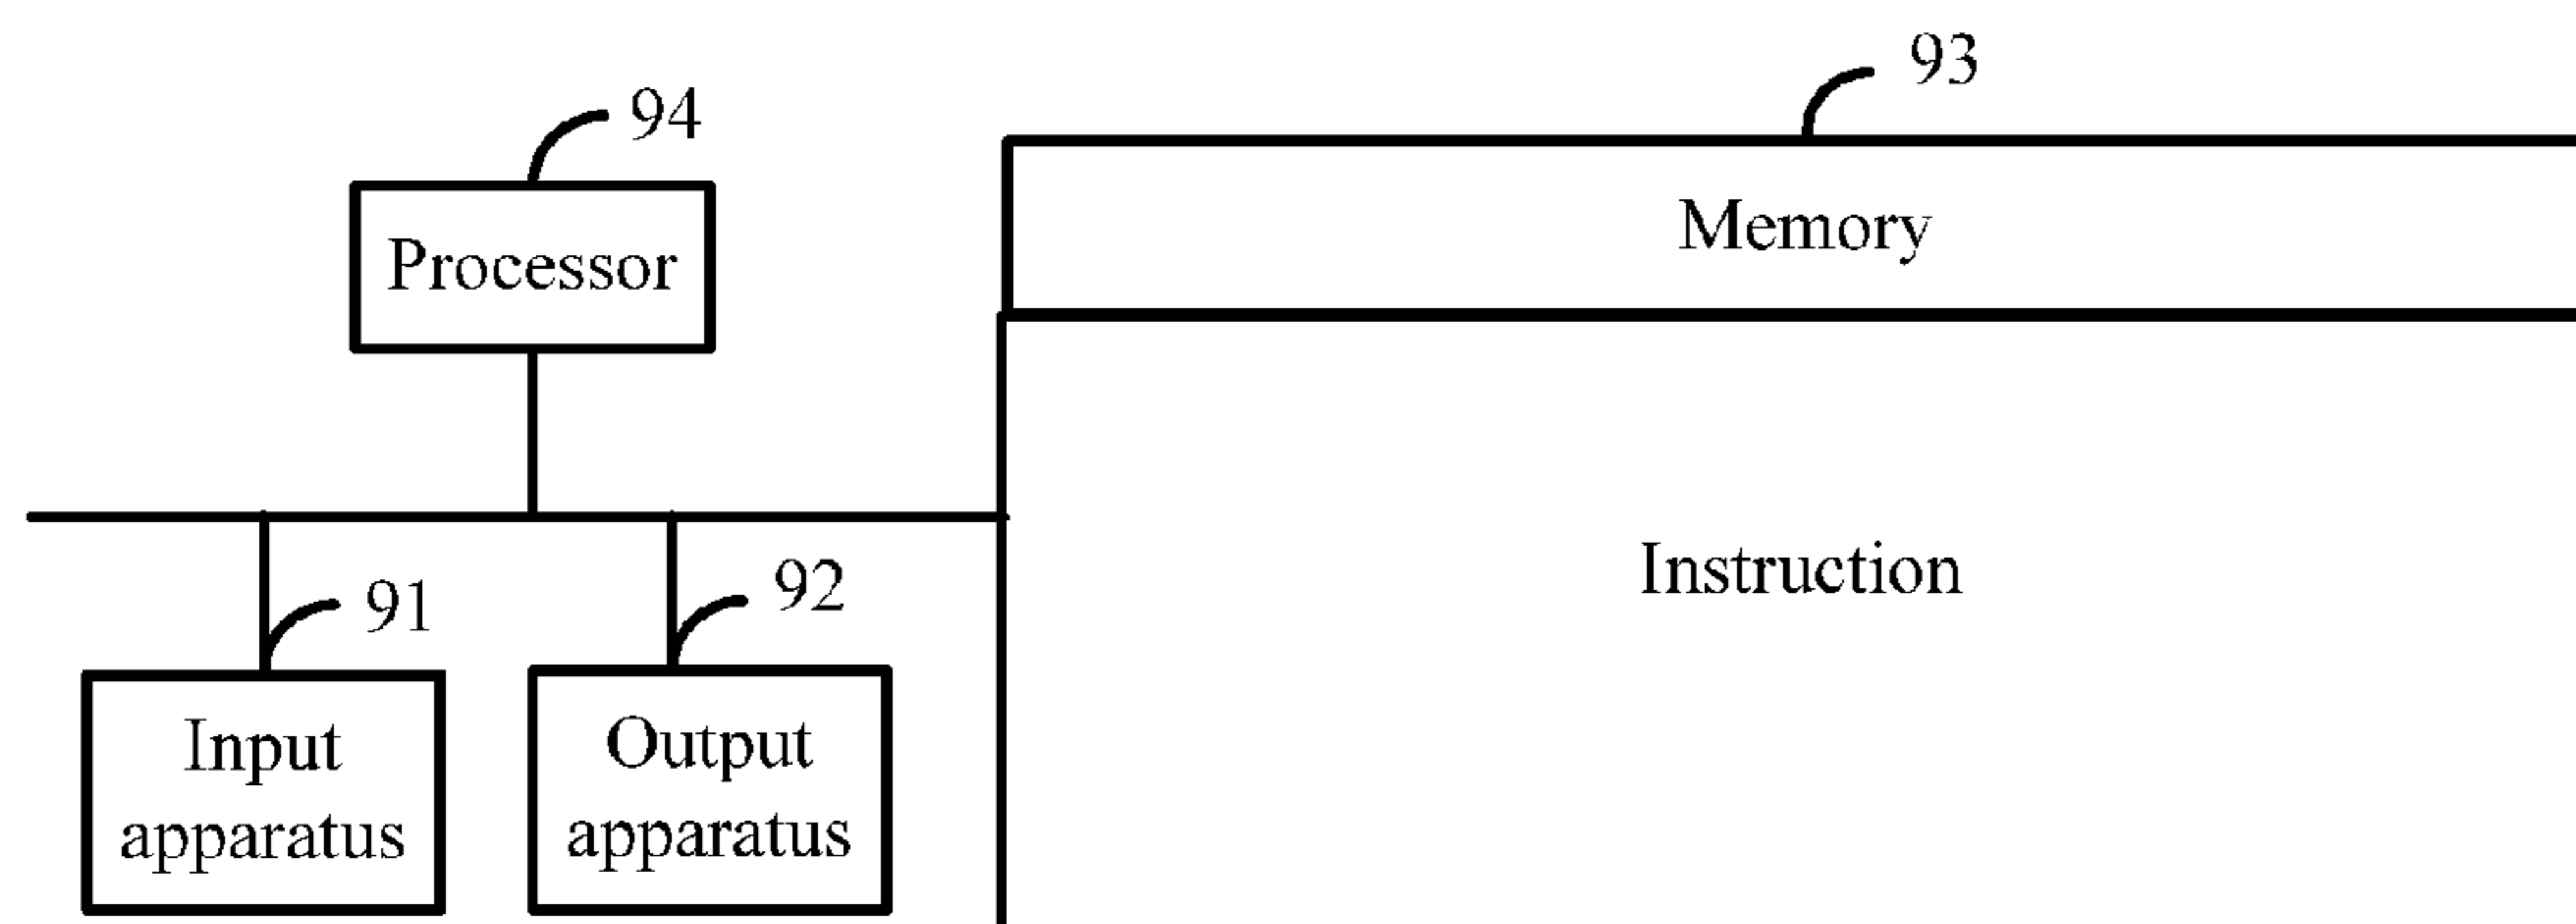 93
94
Memory
Processor
Instruction
91
92
Input
apparatus
Output
apparatus